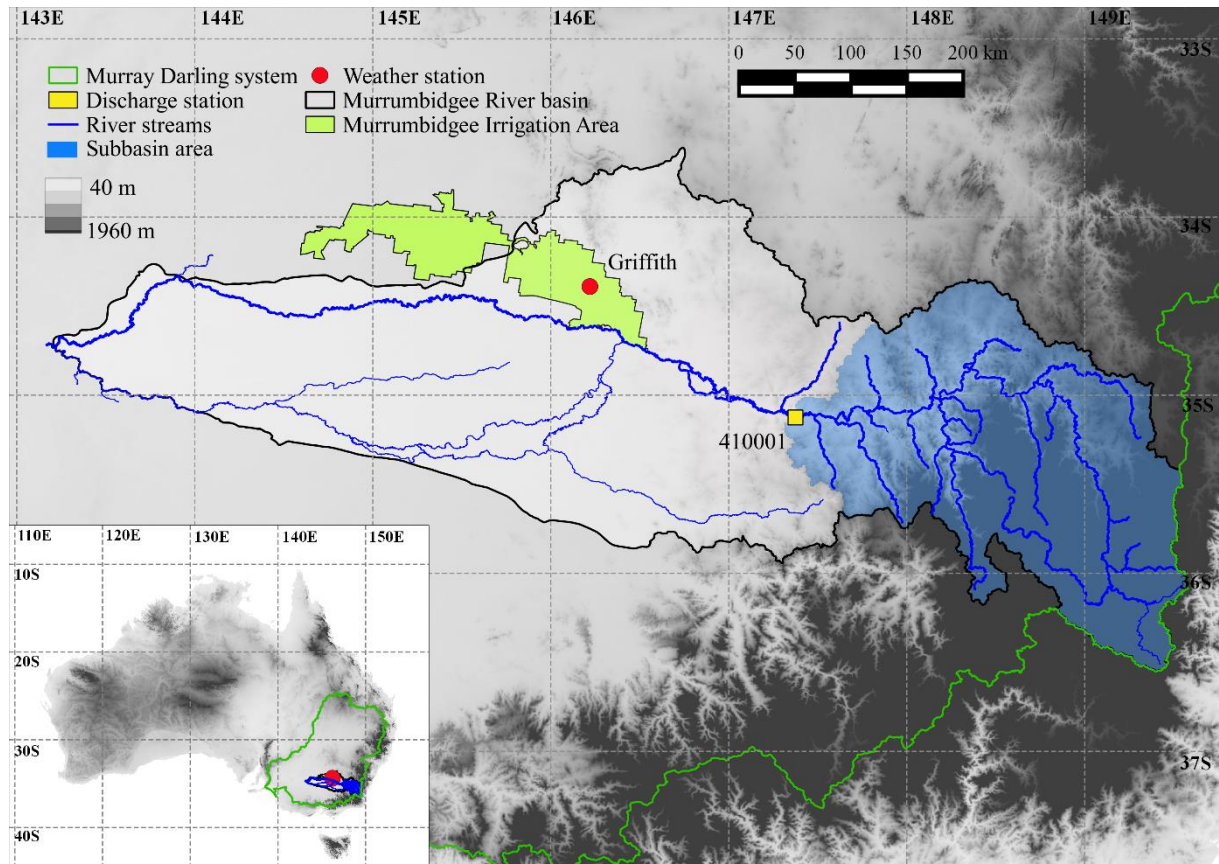 143E 144E 145E 146E 147E 148E 149E
0 50 100 150 200 km
33S
Murray Darling system
Weather station
Discharge station
Murrumbidgee River basin
River streams
Murrumbidgee Irrigation Area
Subbasin area
40 m
1960 m
34S
Griffith
35S
410001
36S
37S
110E 120E 130E 140E 150E
10S
20S
30S
40S